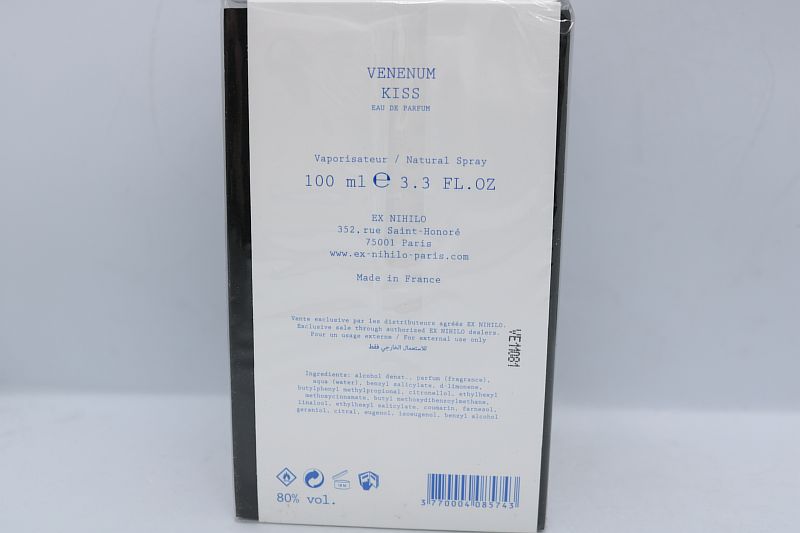 VENENUM
KISS
EAU DE PARFUM
Vaporisateur / Natural Spray
100 ml ℮ 3.3 FL.OZ
EX NIHILO
352,rue Saint-Honoré
75001 Paris
www.ex-nihilo-paris.com
Made in France
Vente exclusive par les distributeurs agréés EX NIHILO.
Exclusive sale through authorized EX NIHILO dealers.
Pour un usage externe / For external use only
للاستعمال الخارجي فقط
VE11081
Ingredients: alcohol denat., parfum (fragrance),
aqua (water), benzyl salicylate, d-limonene,
butylphenyl methylpropional, citronellol, ethylhexyl
methoxycinnamate, butyl methoxydibenzoylmethane,
linalool, ethylhexyl salicylate, coumarin, farnesol,
geraniol, citral, eugenol, isoeugenol, benzyl alcohol
80% vol.
3 770004 085743